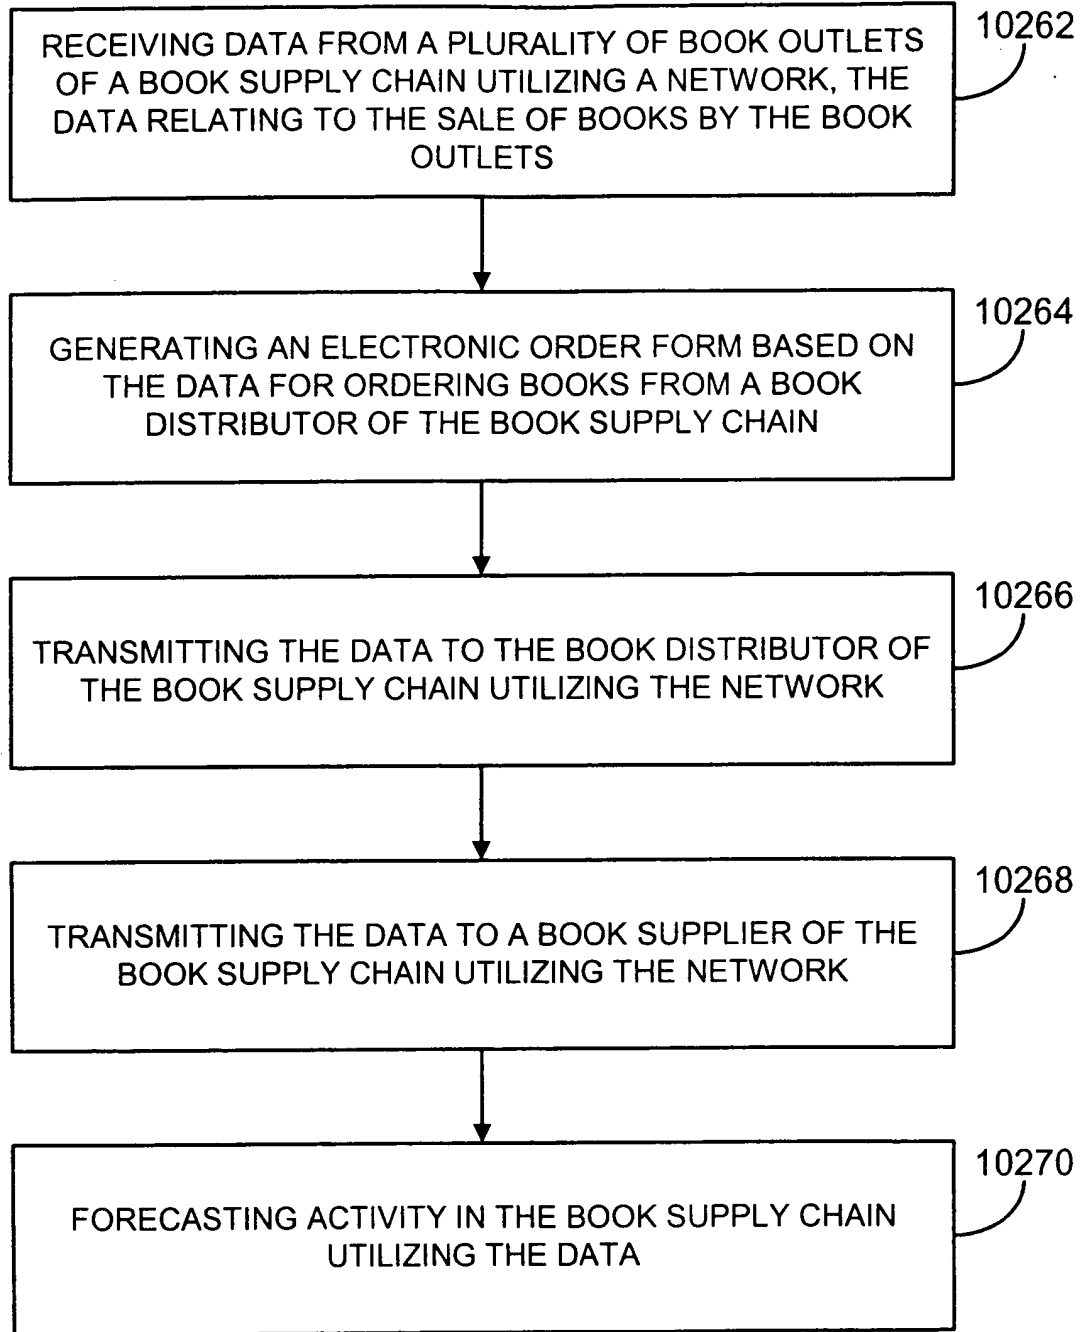 10262
RECEIVING DATA FROM A PLURALITY OF BOOK OUTLETS
OF A BOOK SUPPLY CHAIN UTILIZING A NETWORK, THE
DATA RELATING TO THE SALE OF BOOKS BY THE BOOK
OUTLETS
10264
GENERATING AN ELECTRONIC ORDER FORM BASED ON
THE DATA FOR ORDERING BOOKS FROM A BOOK
DISTRIBUTOR OF THE BOOK SUPPLY CHAIN
10266
TRANSMITTING THE DATA TO THE BOOK DISTRIBUTOR OF
THE BOOK SUPPLY CHAIN UTILIZING THE NETWORK
10268
TRANSMITTING THE DATA TO A BOOK SUPPLIER OF THE
BOOK SUPPLY CHAIN UTILIZING THE NETWORK
10270
FORECASTING ACTIVITY IN THE BOOK SUPPLY CHAIN
UTILIZING THE DATA